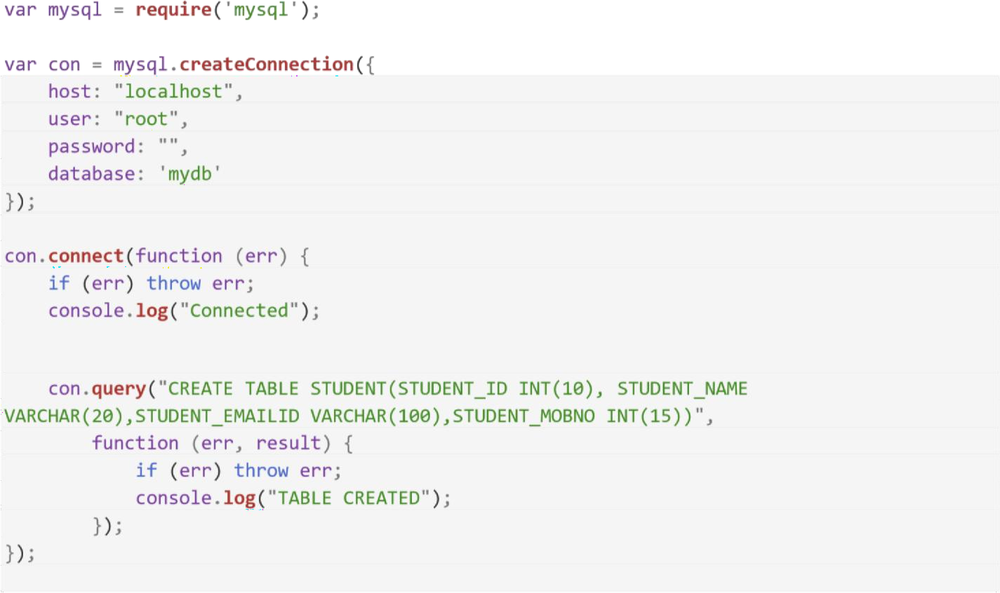 var mysql = require('mysql');
var con = mysql.createConnection({
host: "localhost",
user: "root",
password: "",
database: 'mydb'
});
con.connect(function (err) {
if (err) throw err;
console.log("Connected");
con.query("CREATE TABLE STUDENT(STUDENT_ID INT(10), STUDENT_NAME
VARCHAR(20),STUDENT_EMAILID VARCHAR(100),STUDENT_MOBNO INT(15))",
function (err, result) {
if (err) throw err;
console.log("TABLE CREATED");
});
});